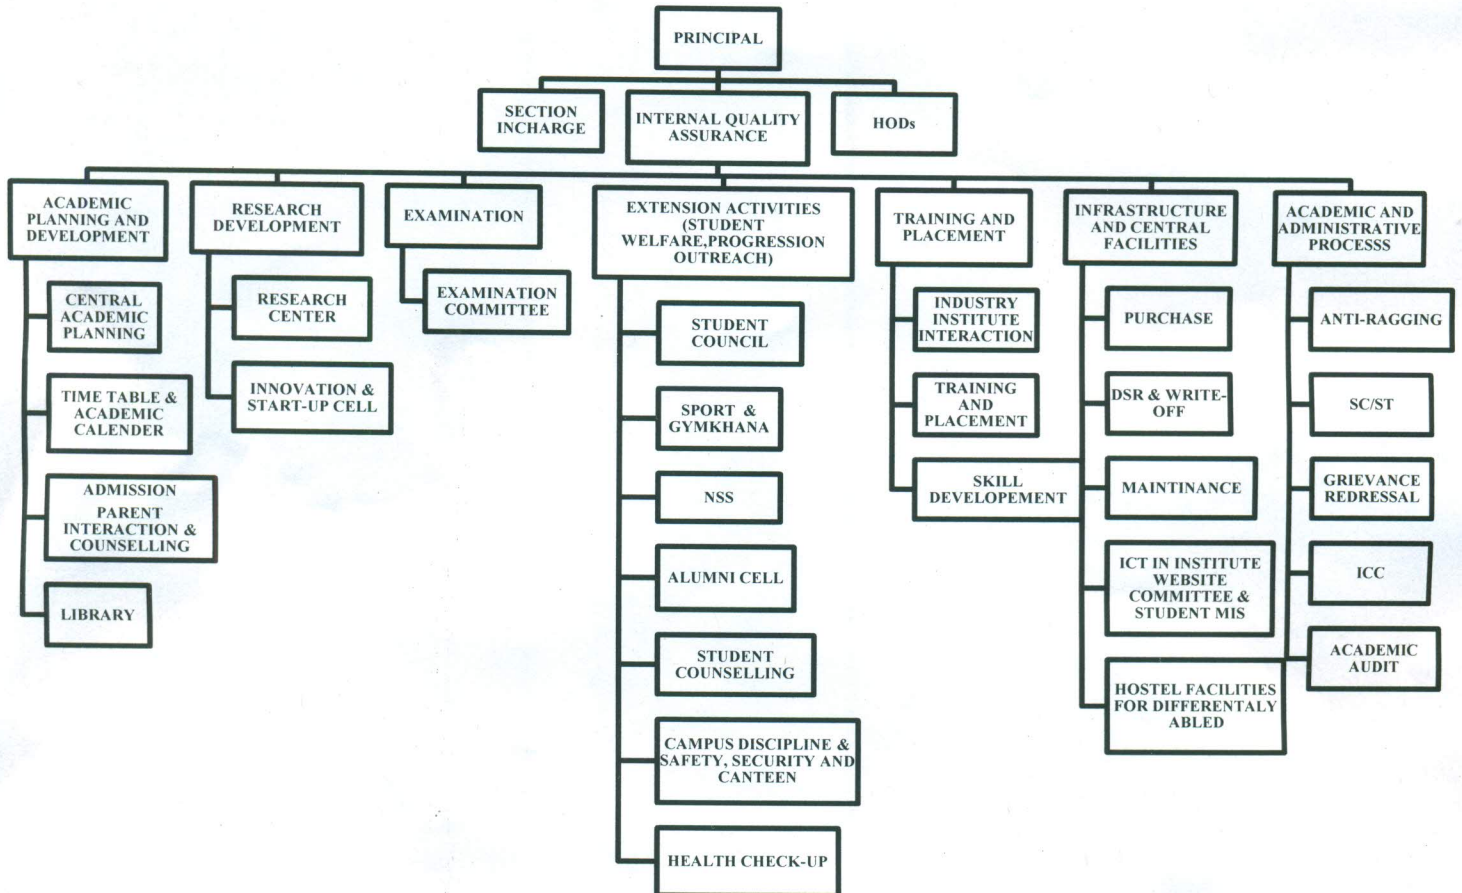 PRINCIPAL
SECTION
INCHARGE
INTERNAL QUALITY
ASSURANCE
HODs
ACADEMIC
PLANNING AND
DEVELOPMENT
CENTRAL
ACADEMIC
PLANNING
TIME TABLE &
ACADEMIC
CALENDER
ADMISSION
PARENT
INTERACTION &
COUNSELLING
LIBRARY
RESEARCH
DEVELOPMENT
RESEARCH
CENTER
INNOVATION &
START-UP CELL
EXAMINATION
EXAMINATION
COMMITTEE
EXTENSION ACTIVITIES
(STUDENT
WELFARE,PROGRESSION
OUTREACH)
STUDENT
COUNCIL
SPORT &
GYMKHANA
NSS
ALUMNI CELL
STUDENT
COUNSELLING
CAMPUS DISCIPLINE &
SAFETY, SECURITY AND
CANTEEN
HEALTH CHECK-UP
TRAINING AND
PLACEMENT
INDUSTRY
INSTITUTE
INTERACTION
TRAINING
AND
PLACEMENT
SKILL
DEVELOPEMENT
INFRASTRUCTURE
AND CENTRAL
FACILITIES
PURCHASE
DSR & WRITE-
OFF
MAINTINANCE
ICT IN INSTITUTE
WEBSITE
COMMITTEE &
STUDENT MIS
HOSTEL FACILITIES
FOR DIFFERENTALY
ABLED
ACADEMIC AND
ADMINISTRATIVE
PROCESSS
ANTI-RAGGING
SC/ST
GRIEVANCE
REDRESSAL
ICC
ACADEMIC
AUDIT